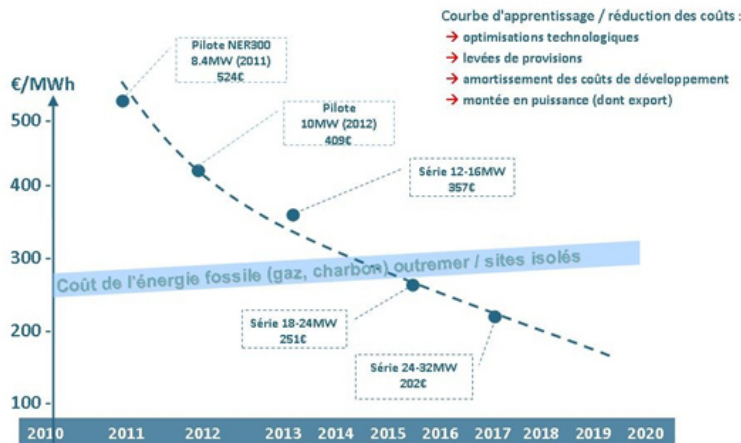 Courbe d'apprentissage / réduction des coûts :
→ optimisations technologiques
→ levées de provisions
→ amortissement des coûts de développement
→ montée en puissance (dont export)
Pilote NER300
8.4MW (2011)
524€
€/MWh
Pilote
10MW (2012)
409€
500 -
Série 12-16MW
357€
400 -
300 -
Coût de l'énergie fossile (gaz, charbon) outremer / sites isolés
Série 18-24MW
251€
200 -
Série 24-32MW
202€
100 -
2010 2011 2012 2013 2014 2015 2016 2017 2018 2019 2020